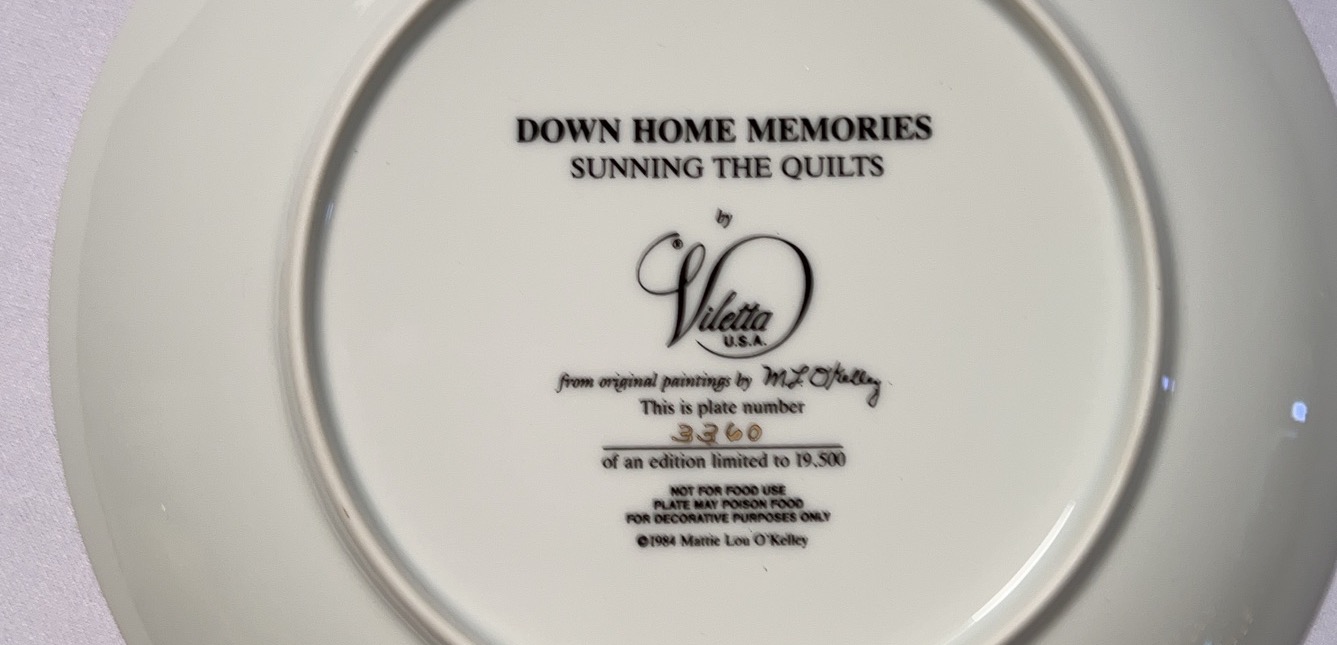 DOWN HOME MEMORIES
SUNNING THE QUILTS
by
®
Viletta
U.S.A.
from original paintings by M.L. O'Kelley
This is plate number
3360
of an edition limited to 19,500
NOT FOR FOOD USE
PLATE MAY POISON FOOD
FOR DECORATIVE PURPOSES ONLY
©1984 Mattie Lou O'Kelley